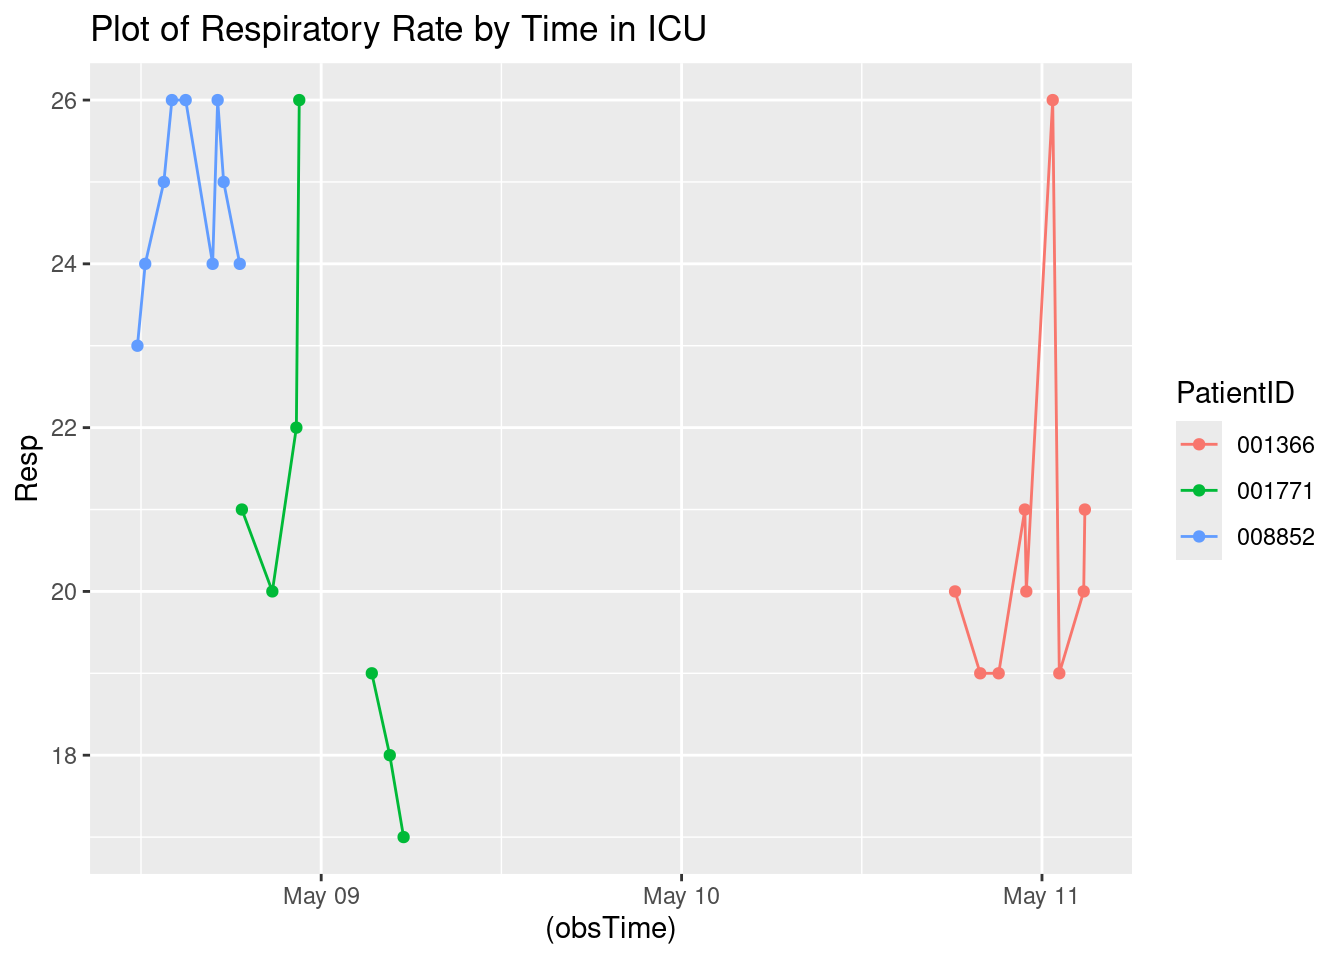 Plot of Respiratory Rate by Time in ICU
26
24
22
20
18
Resp
May 09
May 10
May 11
(obsTime)
PatientID
001366
001771
008852